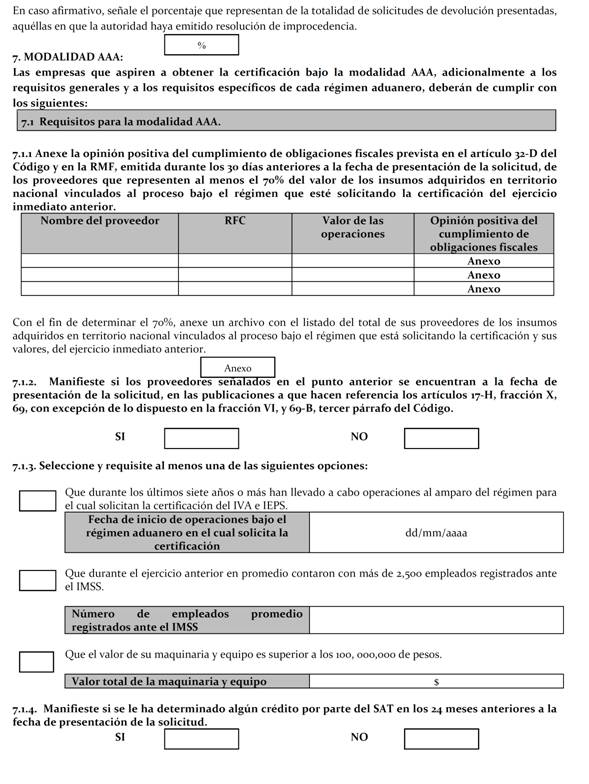 En caso afirmativo, señale el porcentaje que representan de la totalidad de solicitudes de devolución presentadas,
aquéllas en que la autoridad haya emitido resolución de improcedencia.
%
7. MODALIDAD AAA:
Las empresas que aspiren a obtener la certificación bajo la modalidad AAA, adicionalmente a los
requisitos generales y a los requisitos específicos de cada régimen aduanero, deberán de cumplir con
los siguientes:
7.1 Requisitos para la modalidad AAA.
7.1.1 Anexe la opinión positiva del cumplimiento de obligaciones fiscales prevista en el artículo 32-D del
Código y en la RMF, emitida durante los 30 días anteriores a la fecha de presentación de la solicitud, de
los proveedores que representen al menos el 70% del valor de los insumos adquiridos en territorio
nacional vinculados al proceso bajo el régimen que esté solicitando la certificación del ejercicio
inmediato anterior.
Nombre del proveedor RFC Valor de las operaciones Opinión positiva del cumplimiento de obligaciones fiscales
Anexo
Anexo
Anexo
Con el fin de determinar el 70%, anexe un archivo con el listado del total de sus proveedores de los insumos
adquiridos en territorio nacional vinculados al proceso bajo el régimen que está solicitando la certificación y sus
valores, del ejercicio inmediato anterior.
Anexo
7.1.2. Manifieste si los proveedores señalados en el punto anterior se encuentran a la fecha de
presentación de la solicitud, en las publicaciones a que hacen referencia los artículos 17-H, fracción X,
69, con excepción de lo dispuesto en la fracción VI, y 69-B, tercer párrafo del Código.
SI NO
7.1.3. Seleccione y requisite al menos una de las siguientes opciones:
Que durante los últimos siete años o más han llevado a cabo operaciones al amparo del régimen para
el cual solicitan la certificación del IVA e IEPS.
Fecha de inicio de operaciones bajo el
régimen aduanero en el cual solicita la dd/mm/aaaa
certificación
Que durante el ejercicio anterior en promedio contaron con más de 2,500 empleados registrados ante
el IMSS.
Número de empleados promedio
registrados ante el IMSS
Que el valor de su maquinaria y equipo es superior a los 100, 000,000 de pesos.
Valor total de la maquinaria y equipo $
7.1.4. Manifieste si se le ha determinado algún crédito por parte del SAT en los 24 meses anteriores a la
fecha de presentación de la solicitud.
SI NO